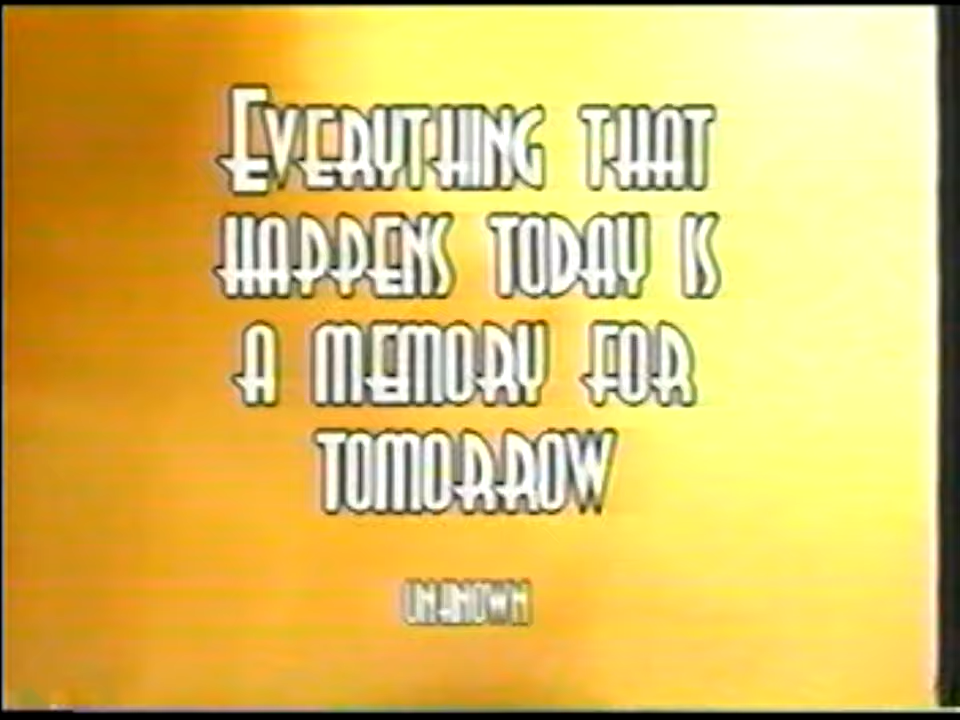 Everything that
happens today is
a memory for
tomorrow
unknown